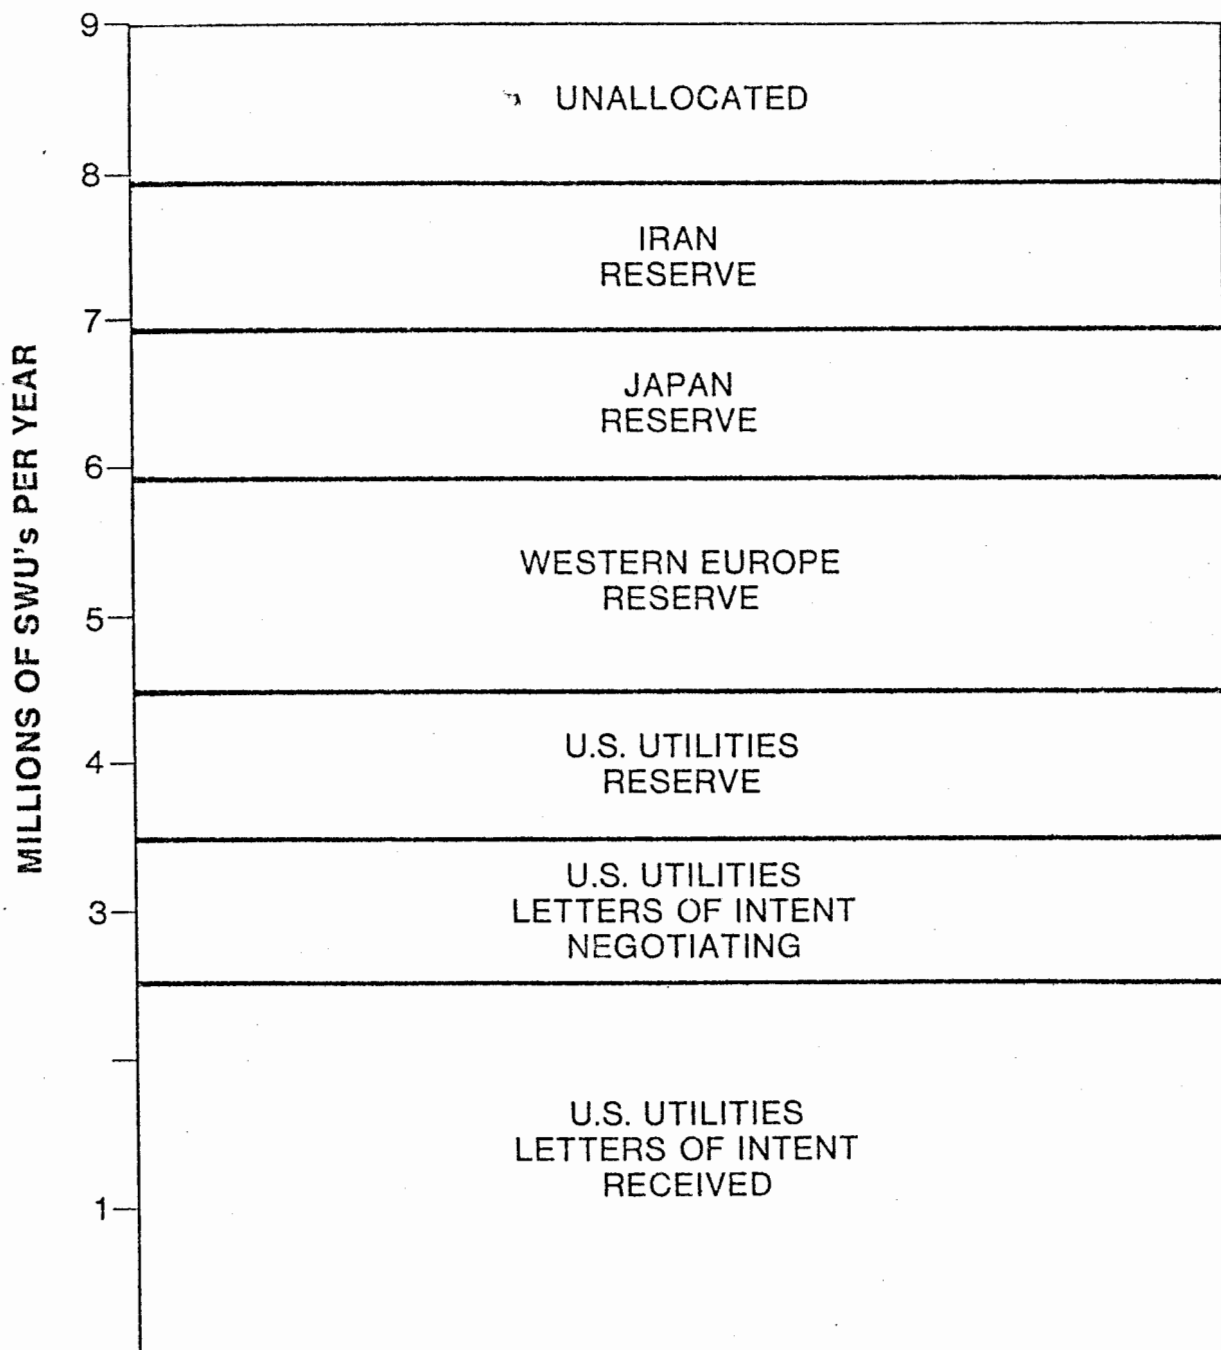 9
UNALLOCATED
8
IRAN
RESERVE
7
JAPAN
RESERVE
6
WESTERN EUROPE
RESERVE
5
MILLIONS OF SWU's PER YEAR
U.S. UTILITIES
4
RESERVE
U.S. UTILITIES
3
LETTERS OF INTENT
NEGOTIATING
U.S. UTILITIES
LETTERS OF INTENT
RECEIVED
1